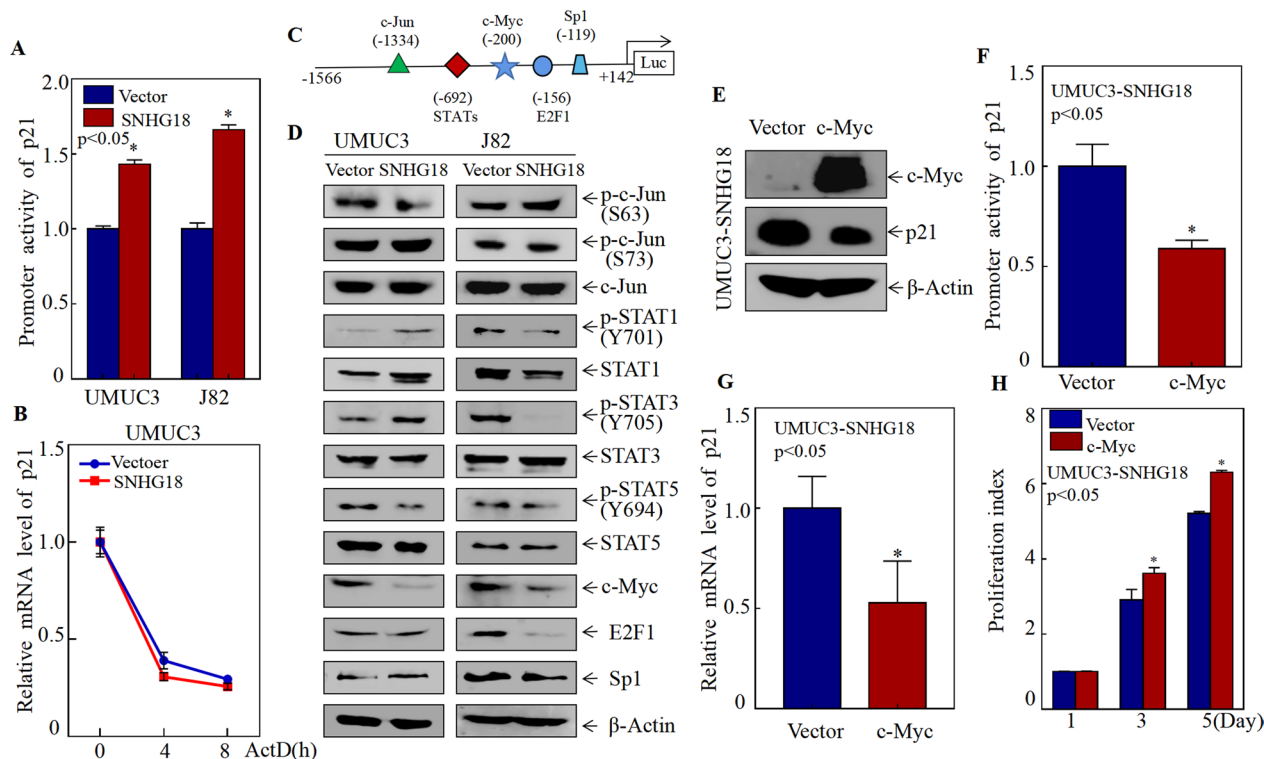 A
Promoter activity of p21
2.0
1.5
1.0
0.5
0
Vector
SNHG18
p<0.05
*
*
UMUC3
J82
B
UMUC3
Relative mRNA level of p21
1.5
1.0
0.5
0
Vectoer
SNHG18
0
4
8
ActD(h)
C
c-Jun
(-1334)
c-Myc
(-200)
Sp1
(-119)
-1566
+142
Luc
(-692)
STATs
(-156)
E2F1
D
UMUC3
J82
Vector SNHG18
Vector SNHG18
p-c-Jun
(S63)
p-c-Jun
(S73)
c-Jun
p-STAT1
(Y701)
STAT1
p-STAT3
(Y705)
STAT3
p-STAT5
(Y694)
STAT5
c-Myc
E2F1
Sp1
β-Actin
E
UMUC3-SNHG18
Vector c-Myc
c-Myc
p21
β-Actin
F
Promoter activity of p21
1.5
1.0
0.5
0
UMUC3-SNHG18
p<0.05
*
Vector
c-Myc
G
Relative mRNA level of p21
1.5
1.0
0.5
0
UMUC3-SNHG18
p<0.05
*
Vector
c-Myc
H
Proliferation index
8
6
4
2
0
Vector
c-Myc
UMUC3-SNHG18
p<0.05
*
*
1
3
5(Day)